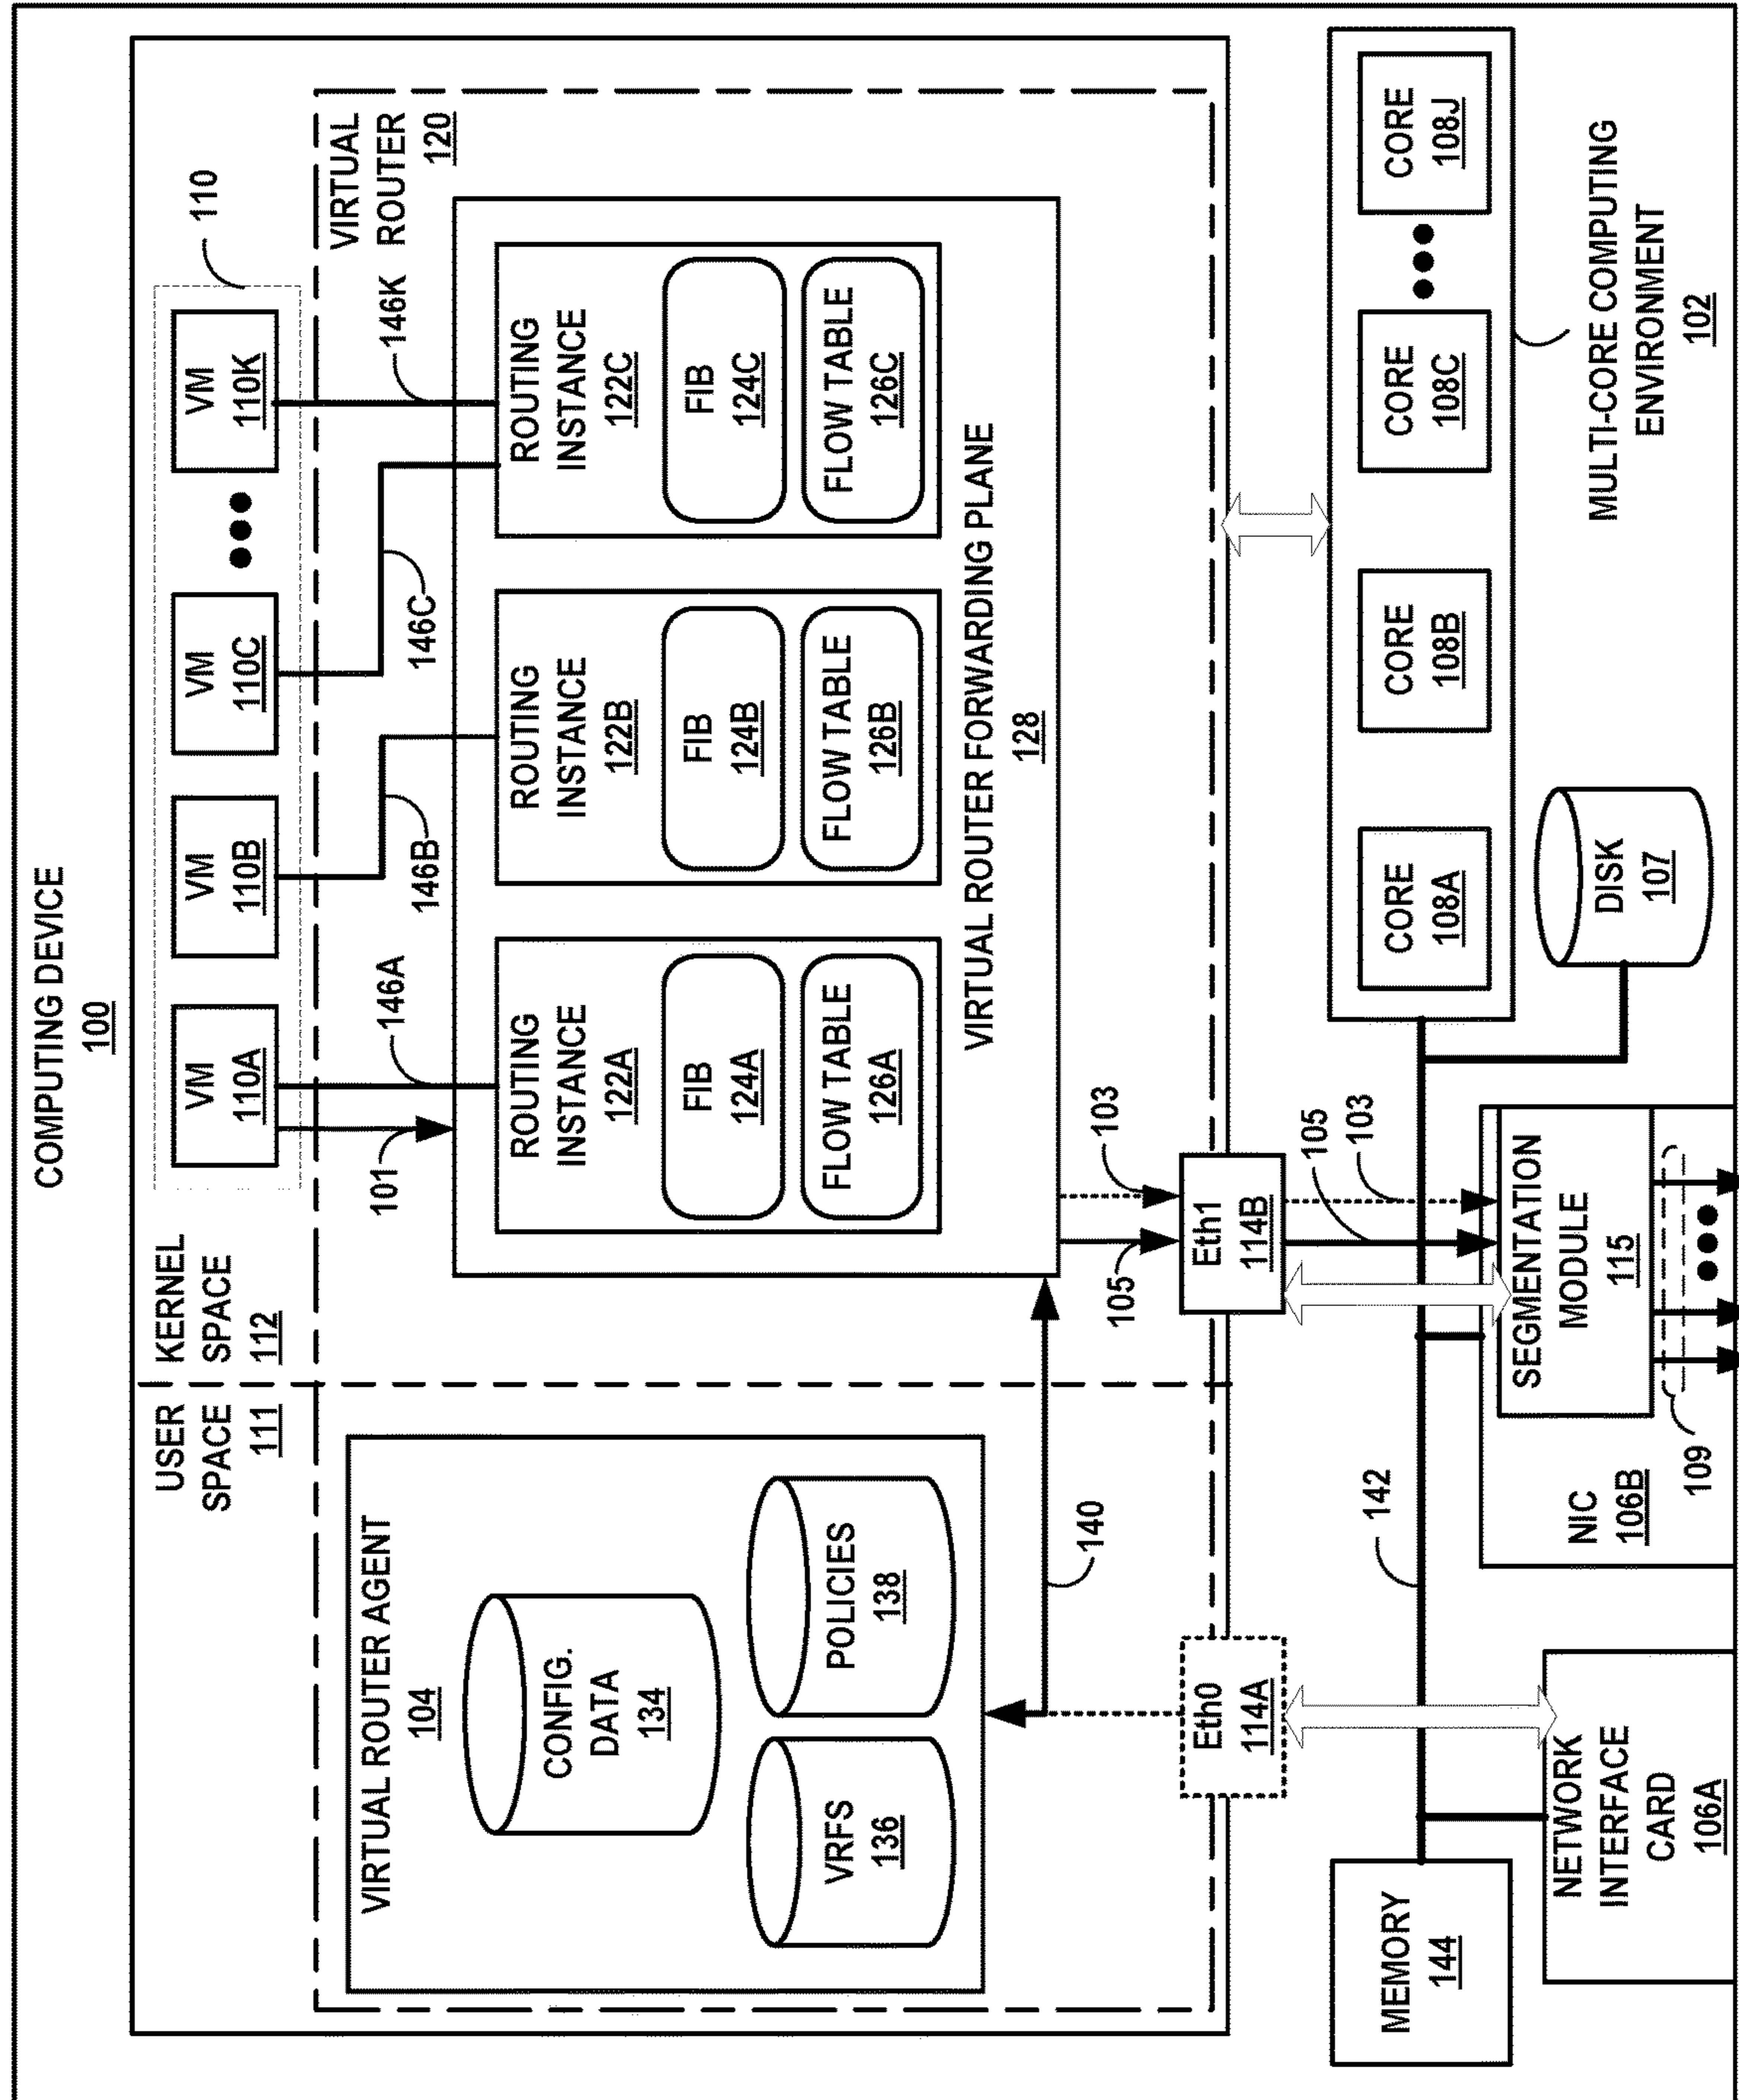 COMPUTING DEVICE
100
USER
SPACE
111
KERNEL
SPACE
112
VM
110A
VM
110B
VM
110C
VM
110K
110
101
146A
146B
146C
146K
VIRTUAL
ROUTER
120
VIRTUAL ROUTER AGENT
104
CONFIG.
DATA
134
VRFS
136
POLICIES
138
ROUTING
INSTANCE
122A
FIB
124A
FLOW TABLE
126A
ROUTING
INSTANCE
122B
FIB
124B
FLOW TABLE
126B
ROUTING
INSTANCE
122C
FIB
124C
FLOW TABLE
126C
VIRTUAL ROUTER FORWARDING PLANE
128
140
105
103
Eth0
114A
Eth1
114B
105
103
142
MEMORY
144
NETWORK
INTERFACE
CARD
106A
NIC
106B
SEGMENTATION
MODULE
115
109
DISK
107
CORE
108A
CORE
108B
CORE
108C
CORE
108J
MULTI-CORE COMPUTING
ENVIRONMENT
102